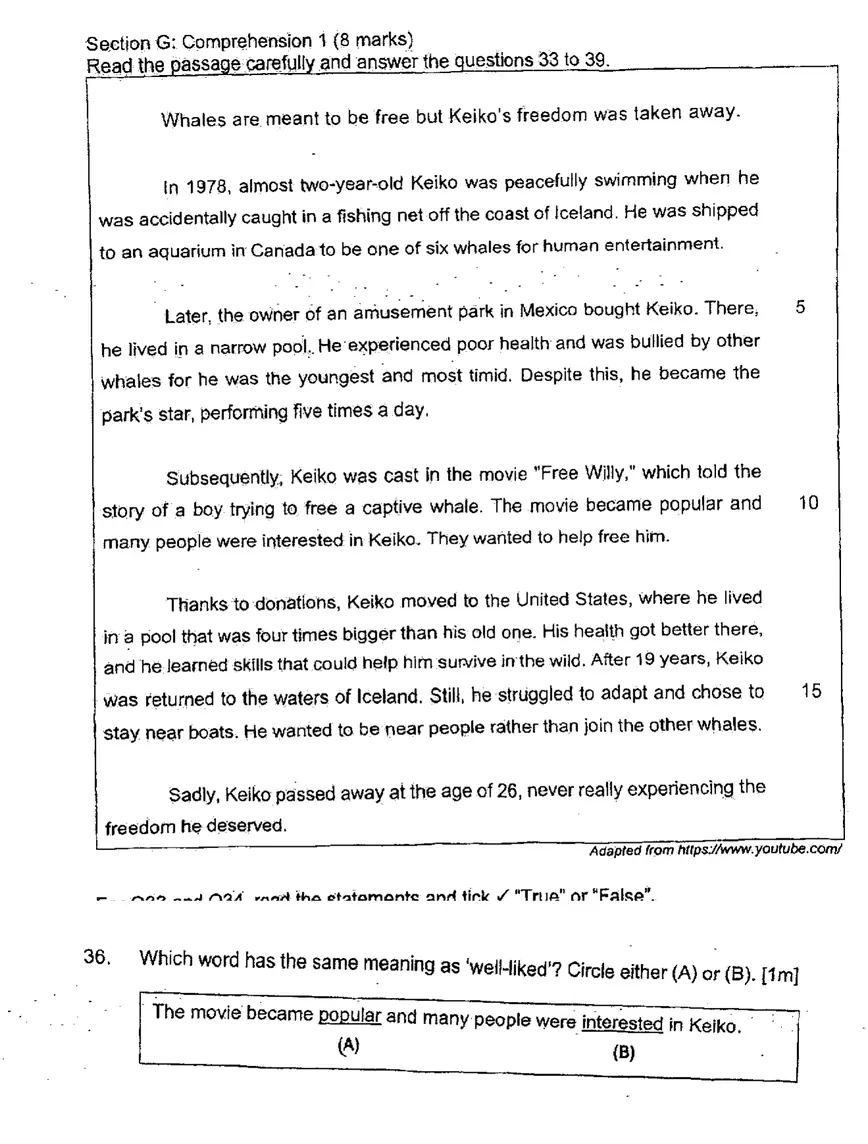 Section G: Comprehension 1 (8 marks)
Read the passage carefully and answer the questions 33 to 39.
Whales are meant to be free but Keiko's freedom was taken away.
In 1978, almost two-year-old Keiko was peacefully swimming when he
was accidentally caught in a fishing net off the coast of Iceland. He was shipped
to an aquarium in Canada to be one of six whales for human entertainment.
Later, the owner of an amusement park in Mexico bought Keiko. There, 5
he lived in a narrow pool. He experienced poor health and was bullied by other
whales for he was the youngest and most timid. Despite this, he became the
park's star, performing five times a day.
Subsequently, Keiko was cast in the movie "Free Willy," which told the
story of a boy trying to free a captive whale. The movie became popular and 10
many people were interested in Keiko. They wanted to help free him.
Thanks to donations, Keiko moved to the United States, where he lived
in a pool that was four times bigger than his old one. His health got better there,
and he learned skills that could help him survive in the wild. After 19 years, Keiko
was returned to the waters of Iceland. Still, he struggled to adapt and chose to 15
stay near boats. He wanted to be near people rather than join the other whales.
Sadly, Keiko passed away at the age of 26, never really experiencing the
freedom he deserved.
Adapted from https://www.youtube.com/
read the statements and tick ✓ "True" or "False".
36. Which word has the same meaning as 'well-liked'? Circle either (A) or (B). [1m]
The movie became popular and many people were interested in Keiko.
(A) (B)